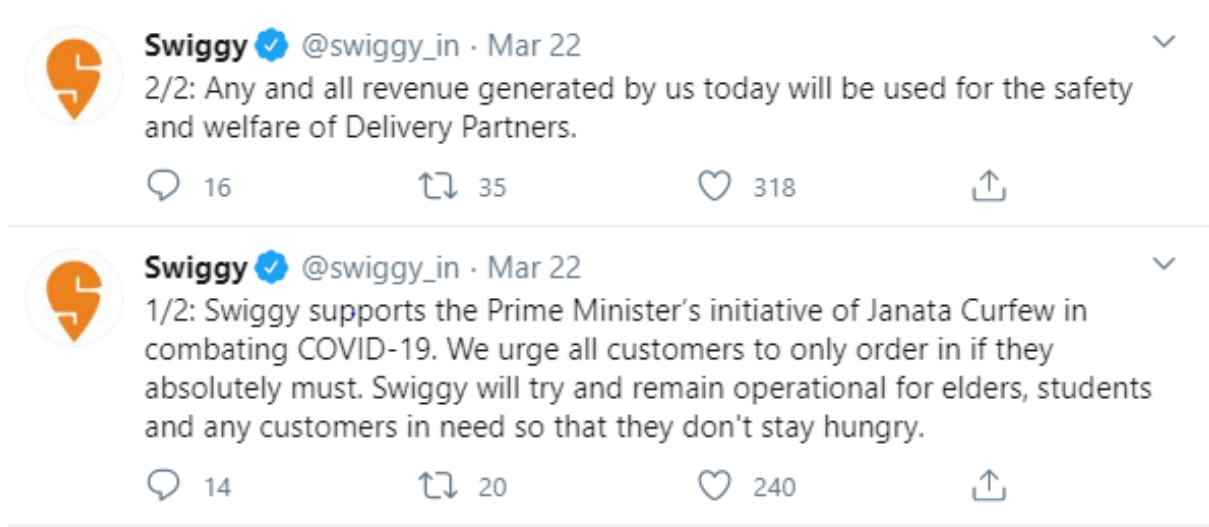 Swiggy @swiggy_in · Mar 22
2/2: Any and all revenue generated by us today will be used for the safety
and welfare of Delivery Partners.
16 35 318
Swiggy @swiggy_in · Mar 22
1/2: Swiggy supports the Prime Minister's initiative of Janata Curfew in
combating COVID-19. We urge all customers to only order in if they
absolutely must. Swiggy will try and remain operational for elders, students
and any customers in need so that they don't stay hungry.
14 20 240